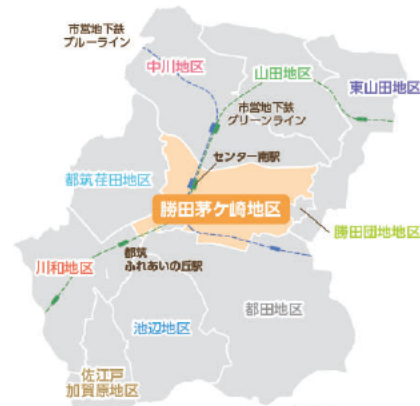 市営地下鉄
ブルーライン
中川地区
山田地区
東山田地区
市営地下鉄
グリーンライン
センター南駅
都筑荏田地区
勝田茅ケ崎地区
勝田団地地区
川和地区
都筑
ふれあいの丘駅
都田地区
池辺地区
佐江戸
加賀原地区